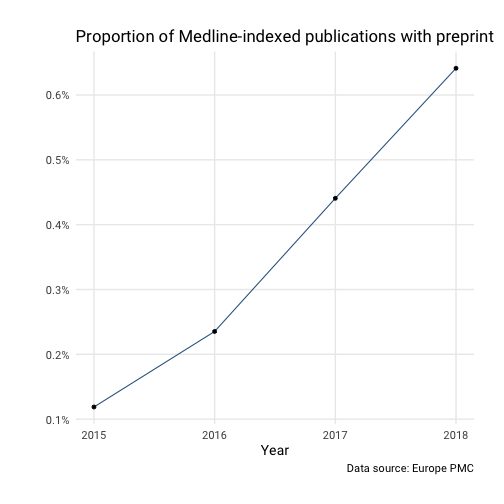 Proportion of Medline-indexed publications with preprint
0.6%
0.5%
0.4%
0.3%
0.2%
0.1%
2015 2016 2017 2018
Year
Data source: Europe PMC